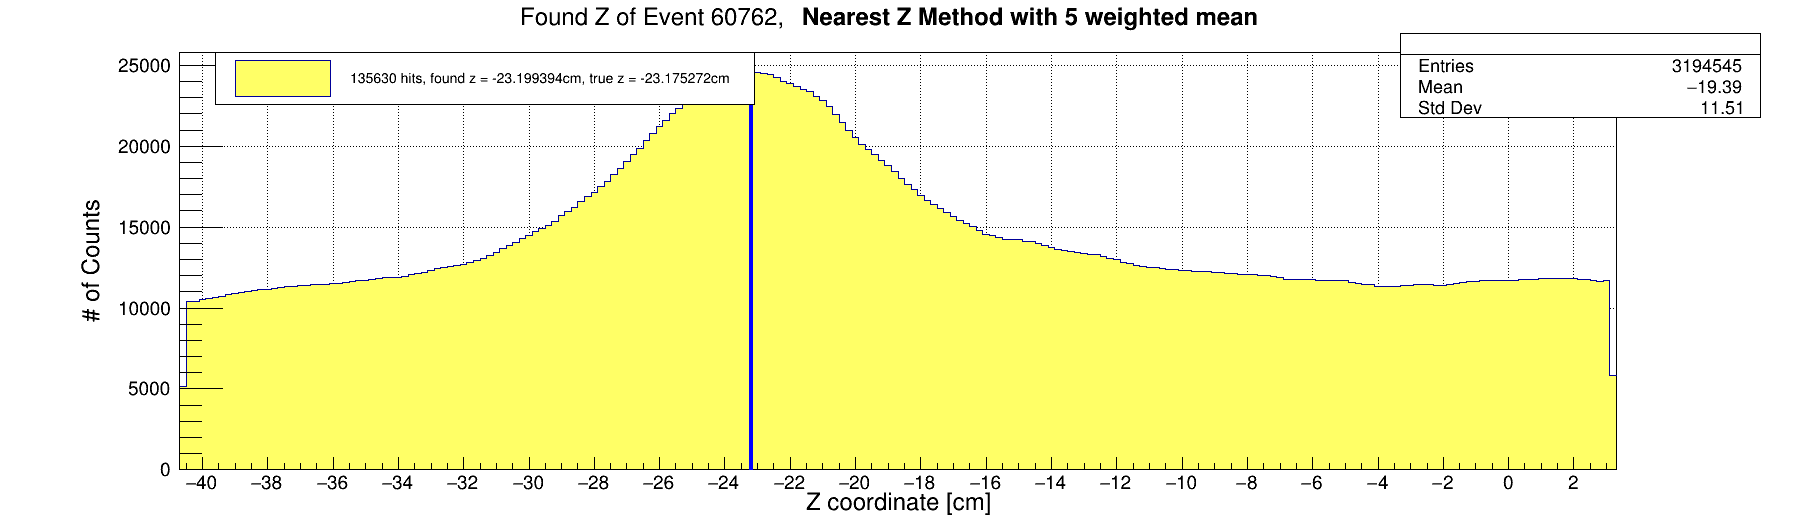 Found Z of Event 60762, Nearest Z Method with 5 weighted mean
135630 hits, found z = -23.199394cm, true z = -23.175272cm
Entries 3194545
Mean −19.39
Std Dev 11.51
# of Counts
25000
20000
15000
10000
5000
0
−40 −38 −36 −34 −32 −30 −28 −26 −24 −22 −20 −18 −16 −14 −12 −10 −8 −6 −4 −2 0 2
Z coordinate [cm]